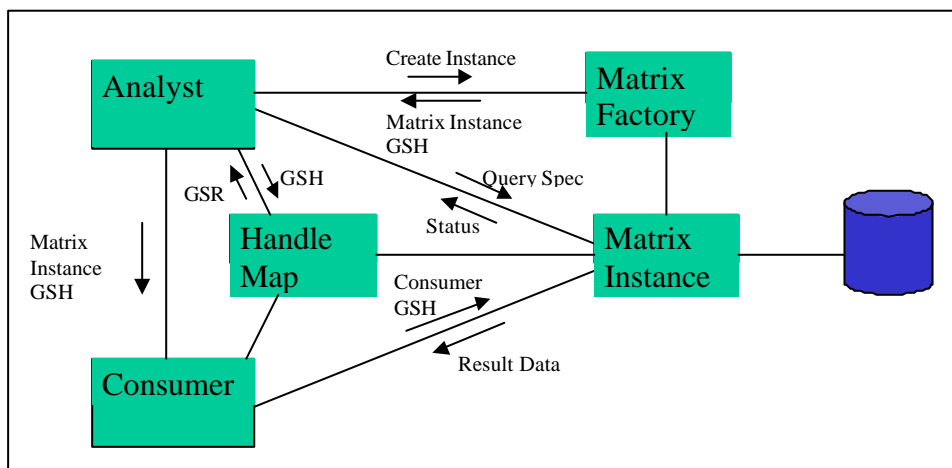 Create Instance
Analyst
Matrix
Factory
Matrix Instance
GSH
GSR
GSH
Query Spec
Status
Matrix
Instance
GSH
Handle
Map
Matrix
Instance
Consumer
GSH
Result Data
Consumer